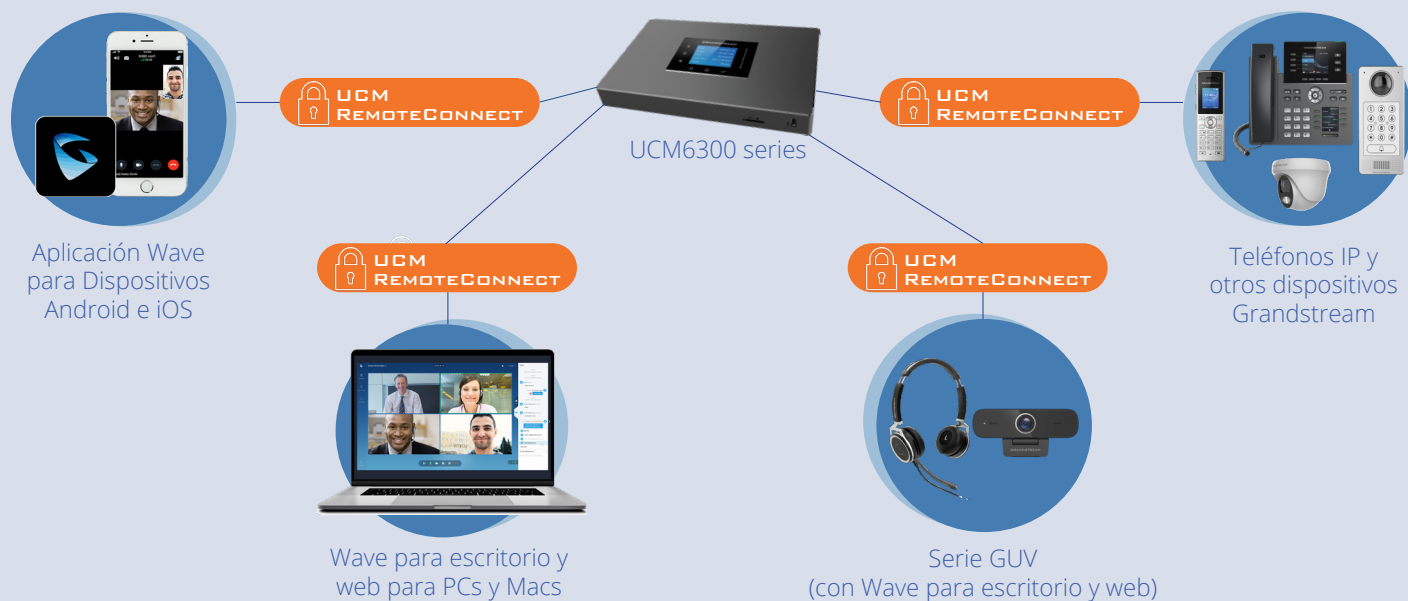 UCM
REMOTECONNECT
UCM
REMOTECONNECT
UCM6300 series
Aplicación Wave
para Dispositivos
Android e iOS
UCM
REMOTECONNECT
UCM
REMOTECONNECT
Teléfonos IP y
otros dispositivos
Grandstream
Wave para escritorio y
web para PCs y Macs
Serie GUV
(con Wave para escritorio y web)